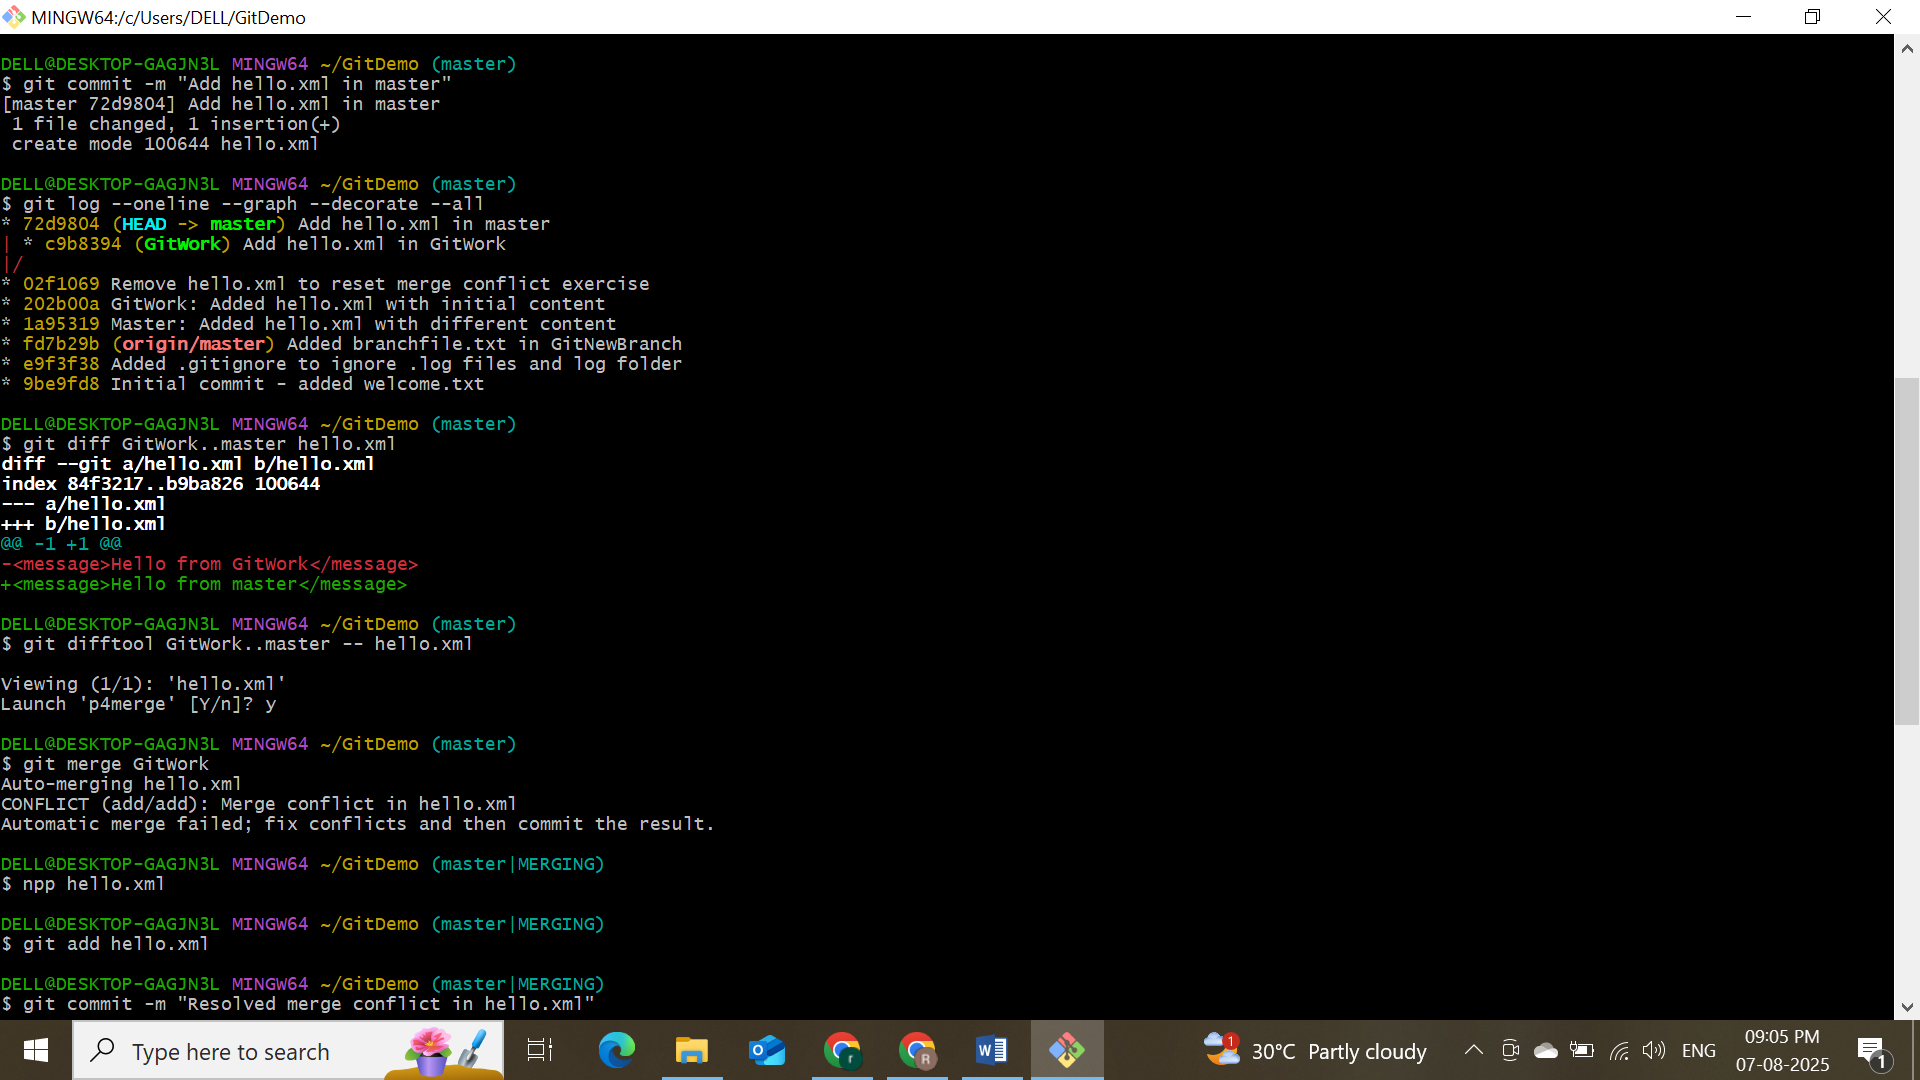 MINGW64:/c/Users/DELL/GitDemo
DELL@DESKTOP-GAGJN3L MINGW64 ~/GitDemo (master)
$ git commit -m "Add hello.xml in master"
[master 72d9804] Add hello.xml in master
 1 file changed, 1 insertion(+)
 create mode 100644 hello.xml
DELL@DESKTOP-GAGJN3L MINGW64 ~/GitDemo (master)
$ git log --oneline --graph --decorate --all
* 72d9804 (HEAD -> master) Add hello.xml in master
| * c9b8394 (GitWork) Add hello.xml in GitWork
|/
* 02f1069 Remove hello.xml to reset merge conflict exercise
* 202b00a GitWork: Added hello.xml with initial content
* 1a95319 Master: Added hello.xml with different content
* fd7b29b (origin/master) Added branchfile.txt in GitNewBranch
* e9f3f38 Added .gitignore to ignore .log files and log folder
* 9be9fd8 Initial commit - added welcome.txt
DELL@DESKTOP-GAGJN3L MINGW64 ~/GitDemo (master)
$ git diff GitWork..master hello.xml
diff --git a/hello.xml b/hello.xml
index 84f3217..b9ba826 100644
--- a/hello.xml
+++ b/hello.xml
@@ -1 +1 @@
-<message>Hello from GitWork</message>
+<message>Hello from master</message>
DELL@DESKTOP-GAGJN3L MINGW64 ~/GitDemo (master)
$ git difftool GitWork..master -- hello.xml
Viewing (1/1): 'hello.xml'
Launch 'p4merge' [Y/n]? y
DELL@DESKTOP-GAGJN3L MINGW64 ~/GitDemo (master)
$ git merge GitWork
Auto-merging hello.xml
CONFLICT (add/add): Merge conflict in hello.xml
Automatic merge failed; fix conflicts and then commit the result.
DELL@DESKTOP-GAGJN3L MINGW64 ~/GitDemo (master|MERGING)
$ npp hello.xml
DELL@DESKTOP-GAGJN3L MINGW64 ~/GitDemo (master|MERGING)
$ git add hello.xml
DELL@DESKTOP-GAGJN3L MINGW64 ~/GitDemo (master|MERGING)
$ git commit -m "Resolved merge conflict in hello.xml"
Type here to search
1
30°C Partly cloudy
ENG
09:05 PM
07-08-2025
1